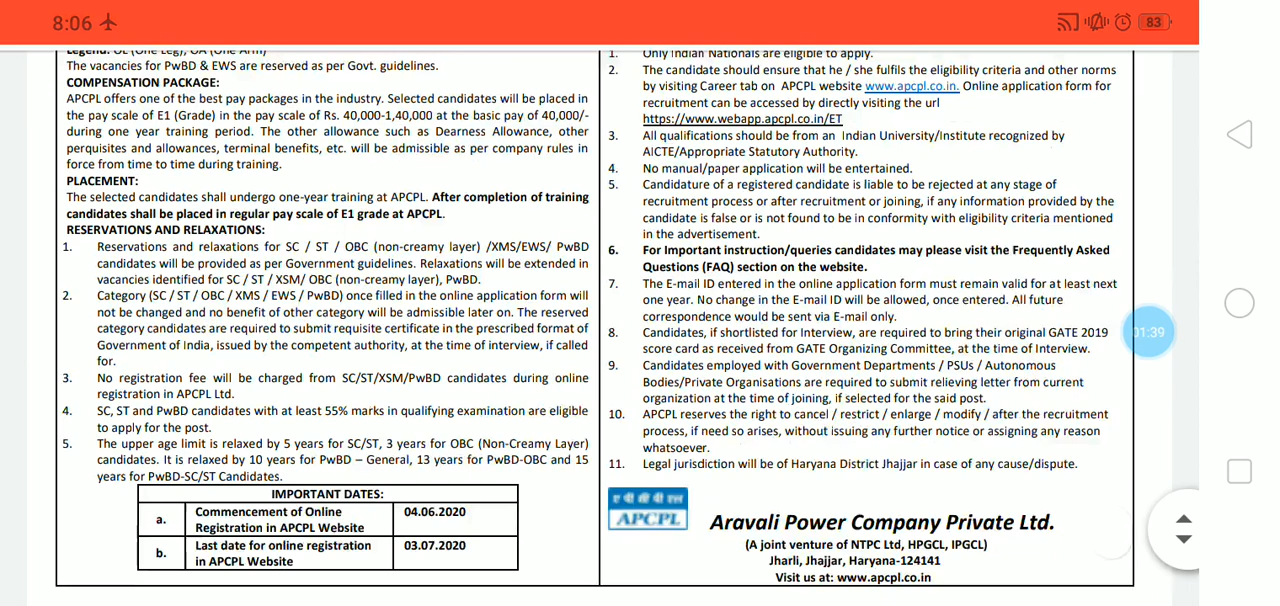 8:06
83
Legend: OL (One Leg), OA (One Arm)
The vacancies for PwBD & EWS are reserved as per Govt. guidelines.
COMPENSATION PACKAGE:
APCPL offers one of the best pay packages in the industry. Selected candidates will be placed in
the pay scale of E1 (Grade) in the pay scale of Rs. 40,000-1,40,000 at the basic pay of 40,000/-
during one year training period. The other allowance such as Dearness Allowance, other
perquisites and allowances, terminal benefits, etc. will be admissible as per company rules in
force from time to time during training.
PLACEMENT:
The selected candidates shall undergo one-year training at APCPL. After completion of training
candidates shall be placed in regular pay scale of E1 grade at APCPL.
RESERVATIONS AND RELAXATIONS:
1. Reservations and relaxations for SC / ST / OBC (non-creamy layer) /XMS/EWS/ PwBD
candidates will be provided as per Government guidelines. Relaxations will be extended in
vacancies identified for SC / ST / XSM/ OBC (non-creamy layer), PwBD.
2. Category (SC / ST / OBC / XMS / EWS / PwBD) once filled in the online application form will
not be changed and no benefit of other category will be admissible later on. The reserved
category candidates are required to submit requisite certificate in the prescribed format of
Government of India, issued by the competent authority, at the time of interview, if called
for.
3. No registration fee will be charged from SC/ST/XSM/PwBD candidates during online
registration in APCPL Ltd.
4. SC, ST and PwBD candidates with at least 55% marks in qualifying examination are eligible
to apply for the post.
5. The upper age limit is relaxed by 5 years for SC/ST, 3 years for OBC (Non-Creamy Layer)
candidates. It is relaxed by 10 years for PwBD – General, 13 years for PwBD-OBC and 15
years for PwBD-SC/ST Candidates.
IMPORTANT DATES:
a. Commencement of Online Registration in APCPL Website 04.06.2020
b. Last date for online registration in APCPL Website 03.07.2020
1. Only Indian Nationals are eligible to apply.
2. The candidate should ensure that he / she fulfils the eligibility criteria and other norms
by visiting Career tab on APCPL website www.apcpl.co.in. Online application form for
recruitment can be accessed by directly visiting the url
https://www.webapp.apcpl.co.in/ET
3. All qualifications should be from an Indian University/Institute recognized by
AICTE/Appropriate Statutory Authority.
4. No manual/paper application will be entertained.
5. Candidature of a registered candidate is liable to be rejected at any stage of
recruitment process or after recruitment or joining, if any information provided by the
candidate is false or is not found to be in conformity with eligibility criteria mentioned
in the advertisement.
6. For Important instruction/queries candidates may please visit the Frequently Asked
Questions (FAQ) section on the website.
7. The E-mail ID entered in the online application form must remain valid for at least next
one year. No change in the E-mail ID will be allowed, once entered. All future
correspondence would be sent via E-mail only.
8. Candidates, if shortlisted for Interview, are required to bring their original GATE 2019
score card as received from GATE Organizing Committee, at the time of Interview.
9. Candidates employed with Government Departments / PSUs / Autonomous
Bodies/Private Organisations are required to submit relieving letter from current
organization at the time of joining, if selected for the said post.
10. APCPL reserves the right to cancel / restrict / enlarge / modify / after the recruitment
process, if need so arises, without issuing any further notice or assigning any reason
whatsoever.
11. Legal jurisdiction will be of Haryana District Jhajjar in case of any cause/dispute.
01:39
ए पी सी पी एल
APCPL
Aravali Power Company Private Ltd.
(A joint venture of NTPC Ltd, HPGCL, IPGCL)
Jharli, Jhajjar, Haryana-124141
Visit us at: www.apcpl.co.in